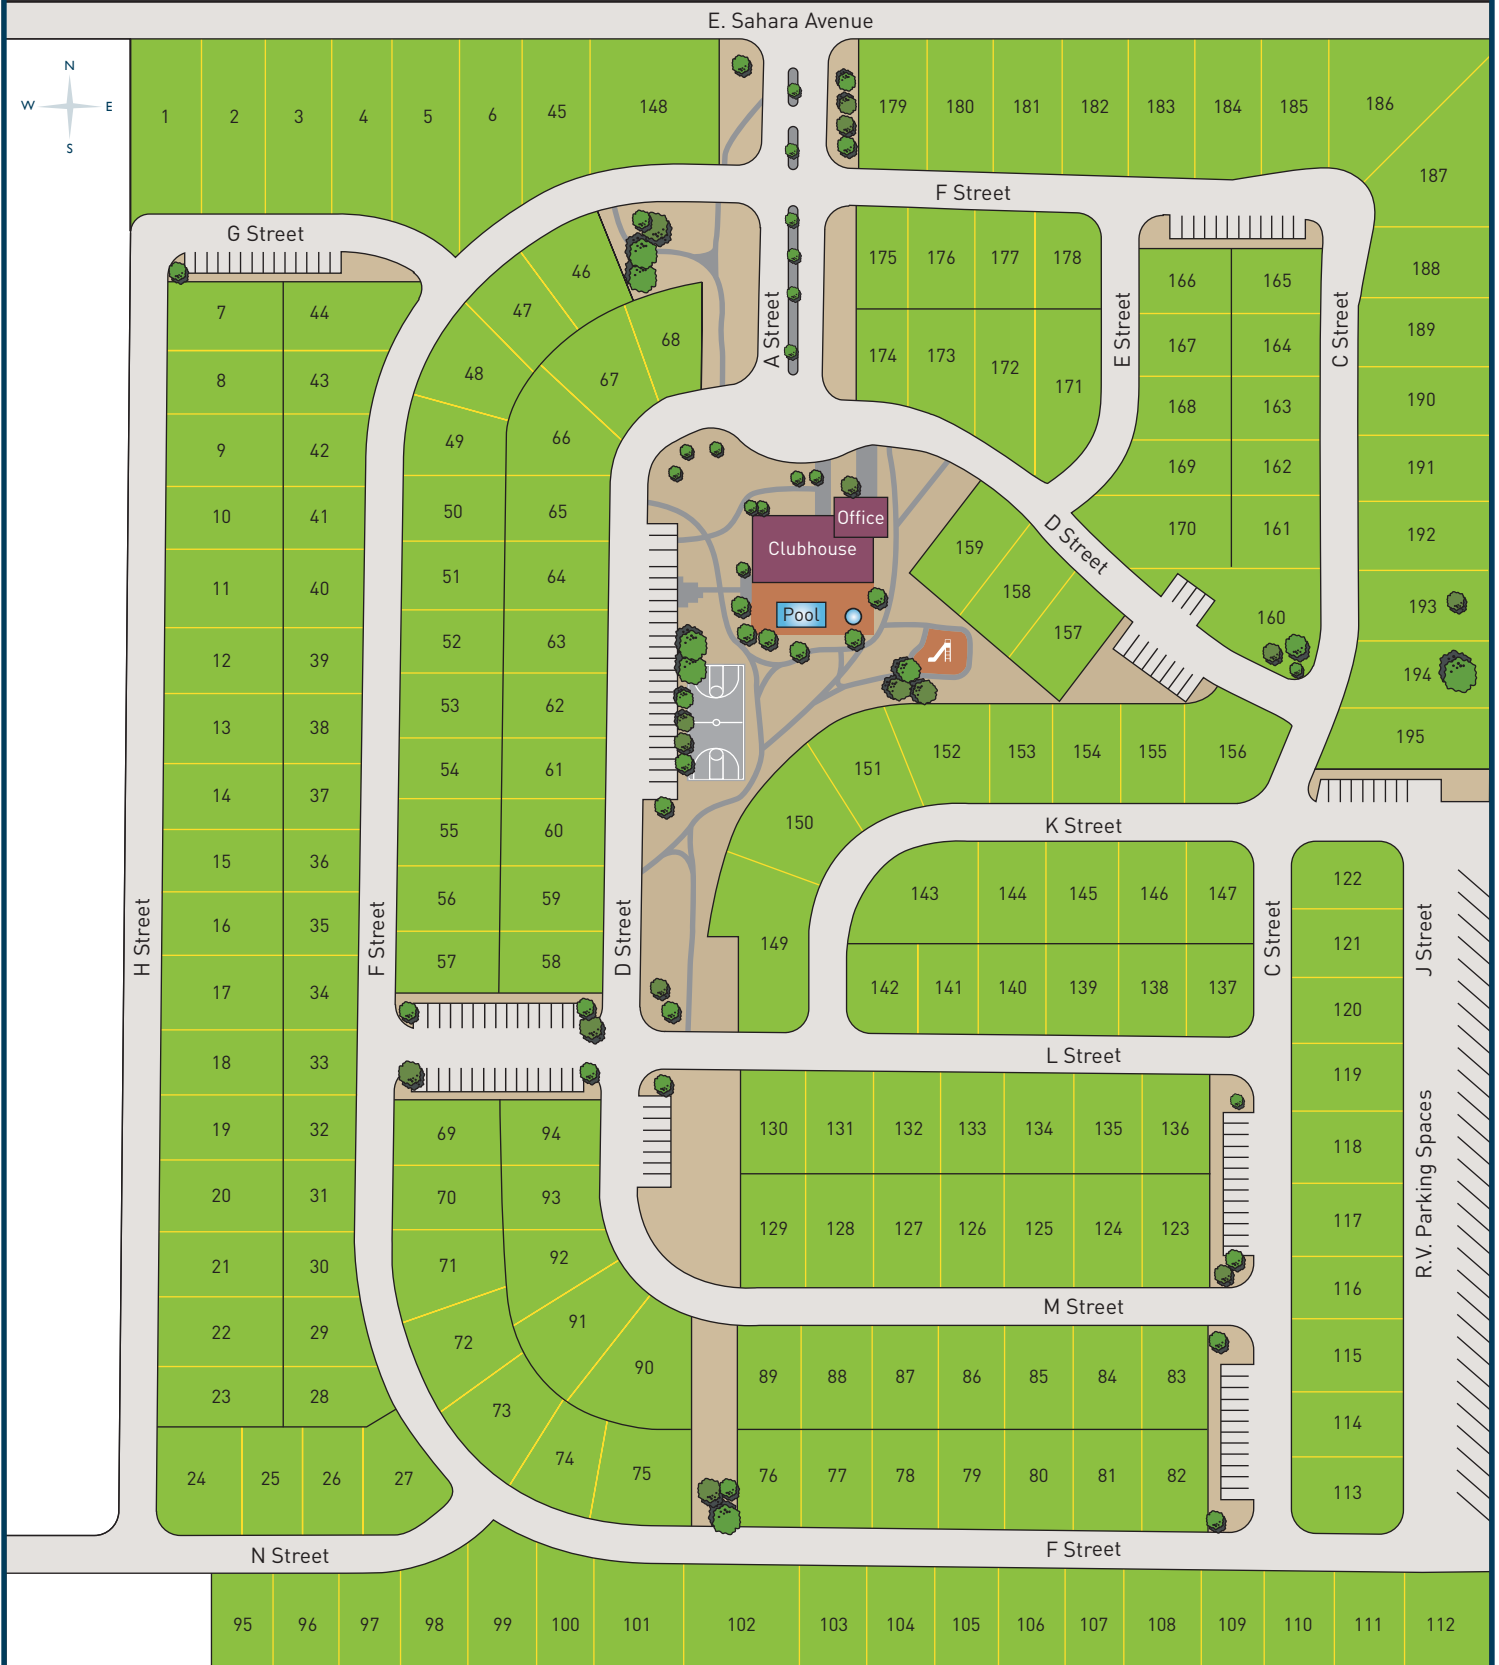 E. Sahara Avenue
N
W E
S
1 2 3 4 5 6 45 148
179 180 181 182 183 184 185 186
187
F Street
G Street
175 176 177 178
174 173 172 171
A Street
E Street
C Street
166 165
167 164
168 163
169 162
170 161
160
188
189
190
191
192
193
194
195
46
47
48
49
50
51
52
53
54
55
56
57
68
67
66
65
64
63
62
61
60
59
58
7 44
8 43
9 42
10 41
11 40
12 39
13 38
14 37
15 36
16 35
17 34
18 33
19 32
20 31
21 30
22 29
23 28
24 25 26 27
H Street
F Street
D Street
Office
Clubhouse
Pool
D Street
159
158
157
149
150
151
152 153 154 155 156
K Street
143 144 145 146 147
142 141 140 139 138 137
C Street
J Street
R.V. Parking Spaces
122
121
120
119
118
117
116
115
114
113
L Street
130 131 132 133 134 135 136
129 128 127 126 125 124 123
M Street
89 88 87 86 85 84 83
76 77 78 79 80 81 82
69 94
70 93
71 92
72 91
73 90
74 75
N Street
F Street
95 96 97 98 99 100 101 102 103 104 105 106 107 108 109 110 111 112